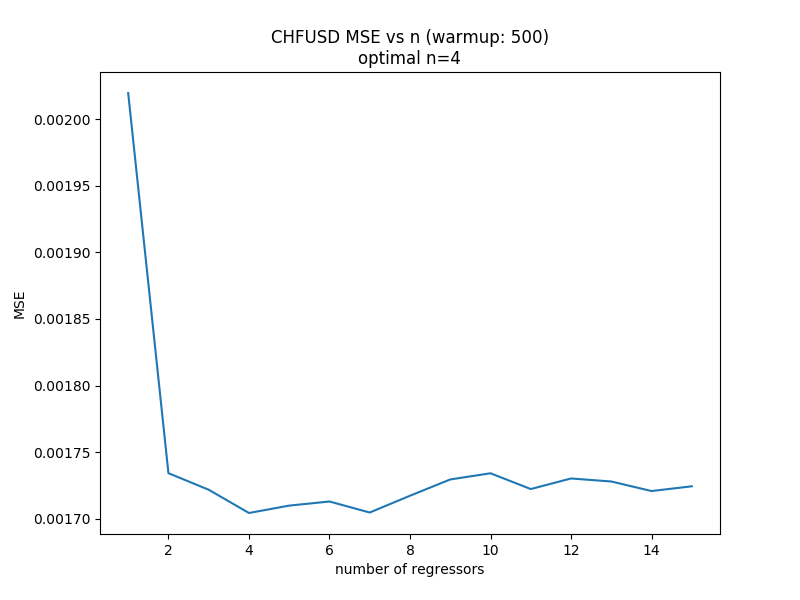 CHFUSD MSE vs n (warmup: 500)
optimal n=4
0.00200
0.00195
0.00190
0.00185
0.00180
0.00175
0.00170
MSE
2 4 6 8 10 12 14
number of regressors